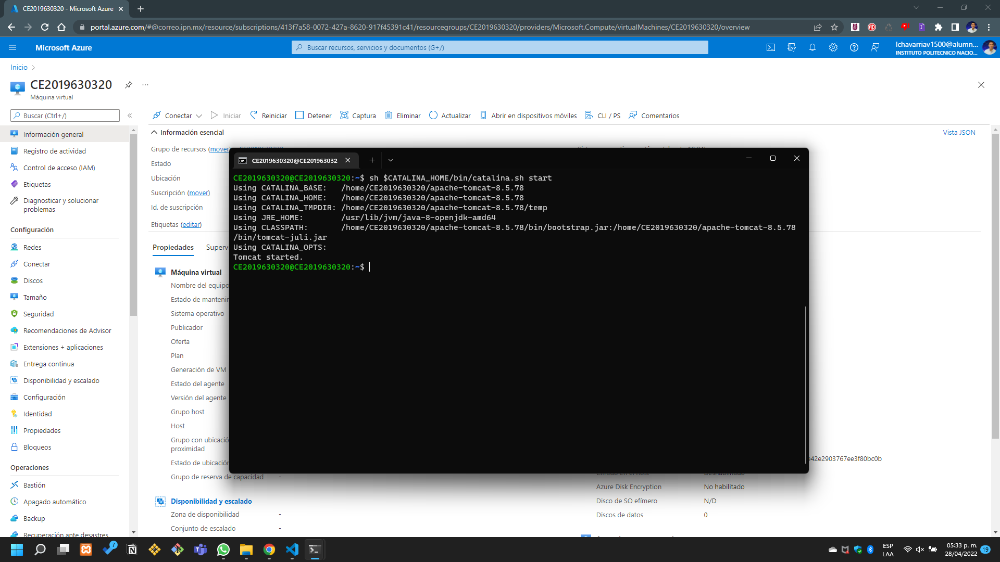 CE2019630320 - Microsoft Azure
portal.azure.com/#@correo.ipn.mx/resource/subscriptions/413f7a58-0072-427a-8620-917f45391c41/resourcegroups/CE2019630320/providers/Microsoft.Compute/virtualMachines/CE2019630320/overview
Microsoft Azure
Buscar recursos, servicios y documentos (G+/)
lchavarriav1500@alumn...
INSTITUTO POLITECNICO NACIO...
Inicio
CE2019630320
Máquina virtual
Buscar (Ctrl+/)
Conectar
Iniciar
Reiniciar
Detener
Captura
Eliminar
Actualizar
Abrir en dispositivos móviles
CLI / PS
Comentarios
Información general
Registro de actividad
Control de acceso (IAM)
Etiquetas
Diagnosticar y solucionar
problemas
Configuración
Redes
Conectar
Discos
Tamaño
Seguridad
Recomendaciones de Advisor
Extensiones + aplicaciones
Entrega continua
Disponibilidad y escalado
Configuración
Identidad
Propiedades
Bloqueos
Operaciones
Bastión
Apagado automático
Backup
Recuperación ante desastres
Información esencial
Vista JSON
Grupo de recursos (mover)
Estado
Ubicación
Suscripción (mover)
Id. de suscripción
Etiquetas (editar)
Propiedades
Supervi
Máquina virtual
Nombre del equipo
Estado de mantenir
Sistema operativo
Publicador
Oferta
Plan
Generación de VM
Estado del agente
Versión del agente
Grupo host
Host
Grupo con ubicació
proximidad
Estado de ubicación
Grupo de reserva de capacidad -
Disponibilidad y escalado
Zona de disponibilidad -
Conjunto de escalado -
CE2019630320@CE201963032
CE2019630320@CE2019630320:~$ sh $CATALINA_HOME/bin/catalina.sh start
Using CATALINA_BASE: /home/CE2019630320/apache-tomcat-8.5.78
Using CATALINA_HOME: /home/CE2019630320/apache-tomcat-8.5.78
Using CATALINA_TMPDIR: /home/CE2019630320/apache-tomcat-8.5.78/temp
Using JRE_HOME: /usr/lib/jvm/java-8-openjdk-amd64
Using CLASSPATH: /home/CE2019630320/apache-tomcat-8.5.78/bin/bootstrap.jar:/home/CE2019630320/apache-tomcat-8.5.78
/bin/tomcat-juli.jar
Using CATALINA_OPTS:
Tomcat started.
CE2019630320@CE2019630320:~$
e42e2903767ee3f80bc0b
Azure Disk Encryption No habilitado
Disco de SO efímero N/D
Discos de datos 0
7
ESP
LAA
05:33 p. m.
28/04/2022
19